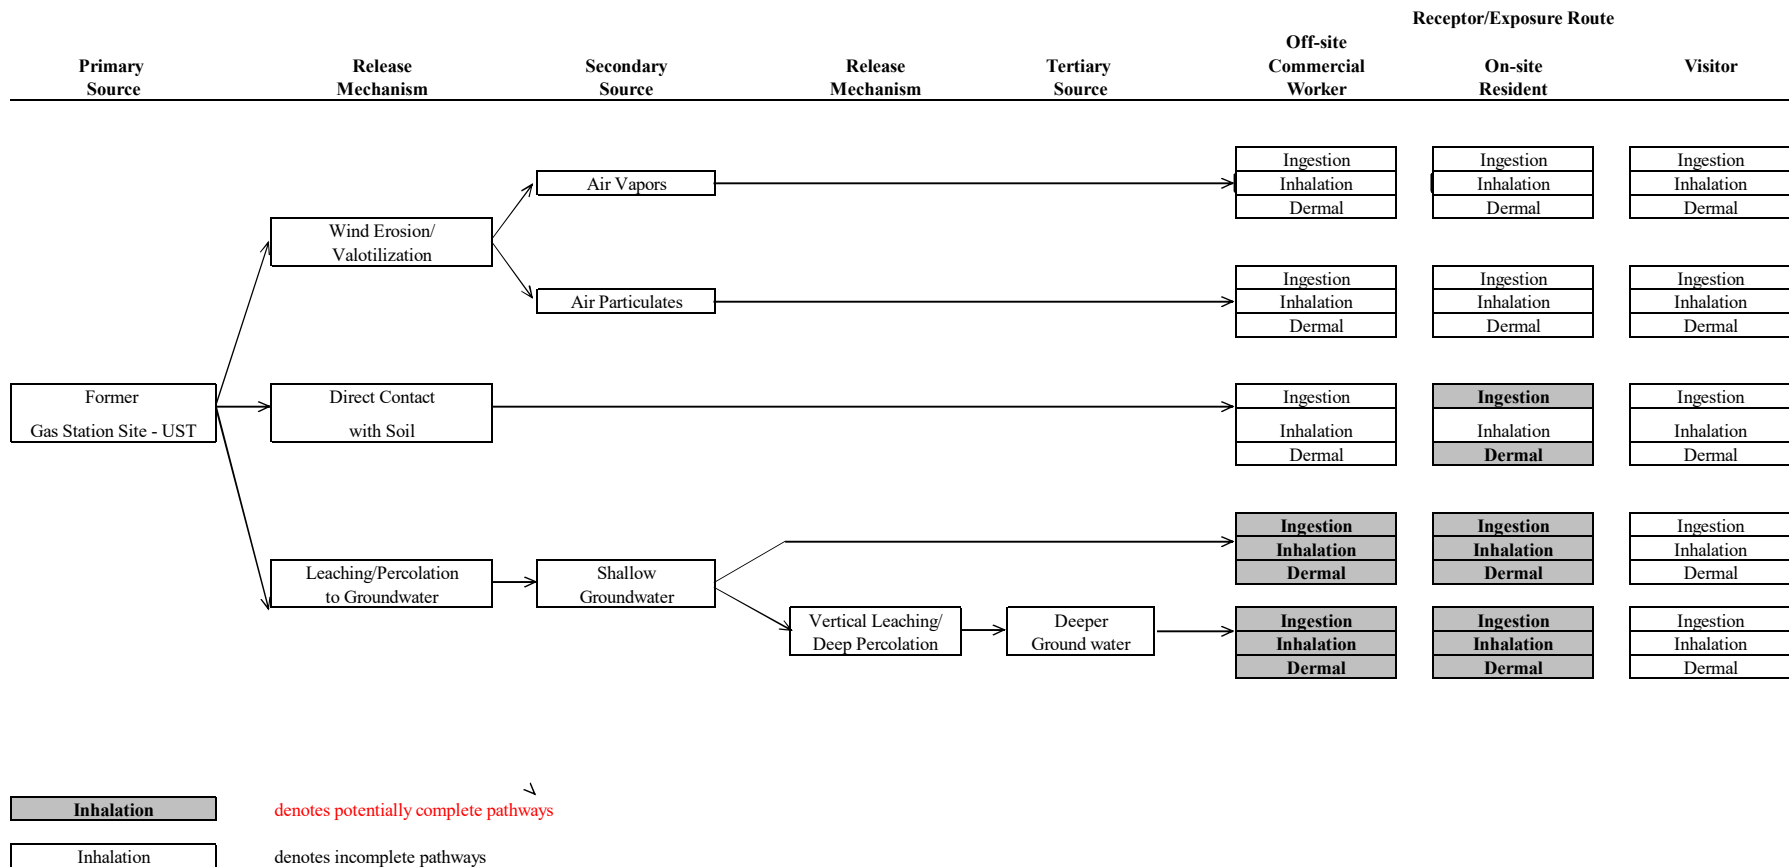 Receptor/Exposure Route
Off-site
Primary Release Secondary Release Tertiary Commercial On-site Visitor
Source Mechanism Source Mechanism Source Worker Resident
Ingestion Ingestion Ingestion
Air Vapors Inhalation Inhalation Inhalation
Dermal Dermal Dermal
Wind Erosion/
Valotilization
Ingestion Ingestion Ingestion
Air Particulates Inhalation Inhalation Inhalation
Dermal Dermal Dermal
Former Direct Contact Ingestion Ingestion Ingestion
Gas Station Site - UST with Soil Inhalation Inhalation Inhalation
Dermal Dermal Dermal
Ingestion Ingestion Ingestion
Inhalation Inhalation Inhalation
Leaching/Percolation Shallow Dermal Dermal Dermal
to Groundwater Groundwater
Vertical Leaching/ Deeper Ingestion Ingestion Ingestion
Deep Percolation Ground water Inhalation Inhalation Inhalation
Dermal Dermal Dermal
Inhalation denotes potentially complete pathways
Inhalation denotes incomplete pathways